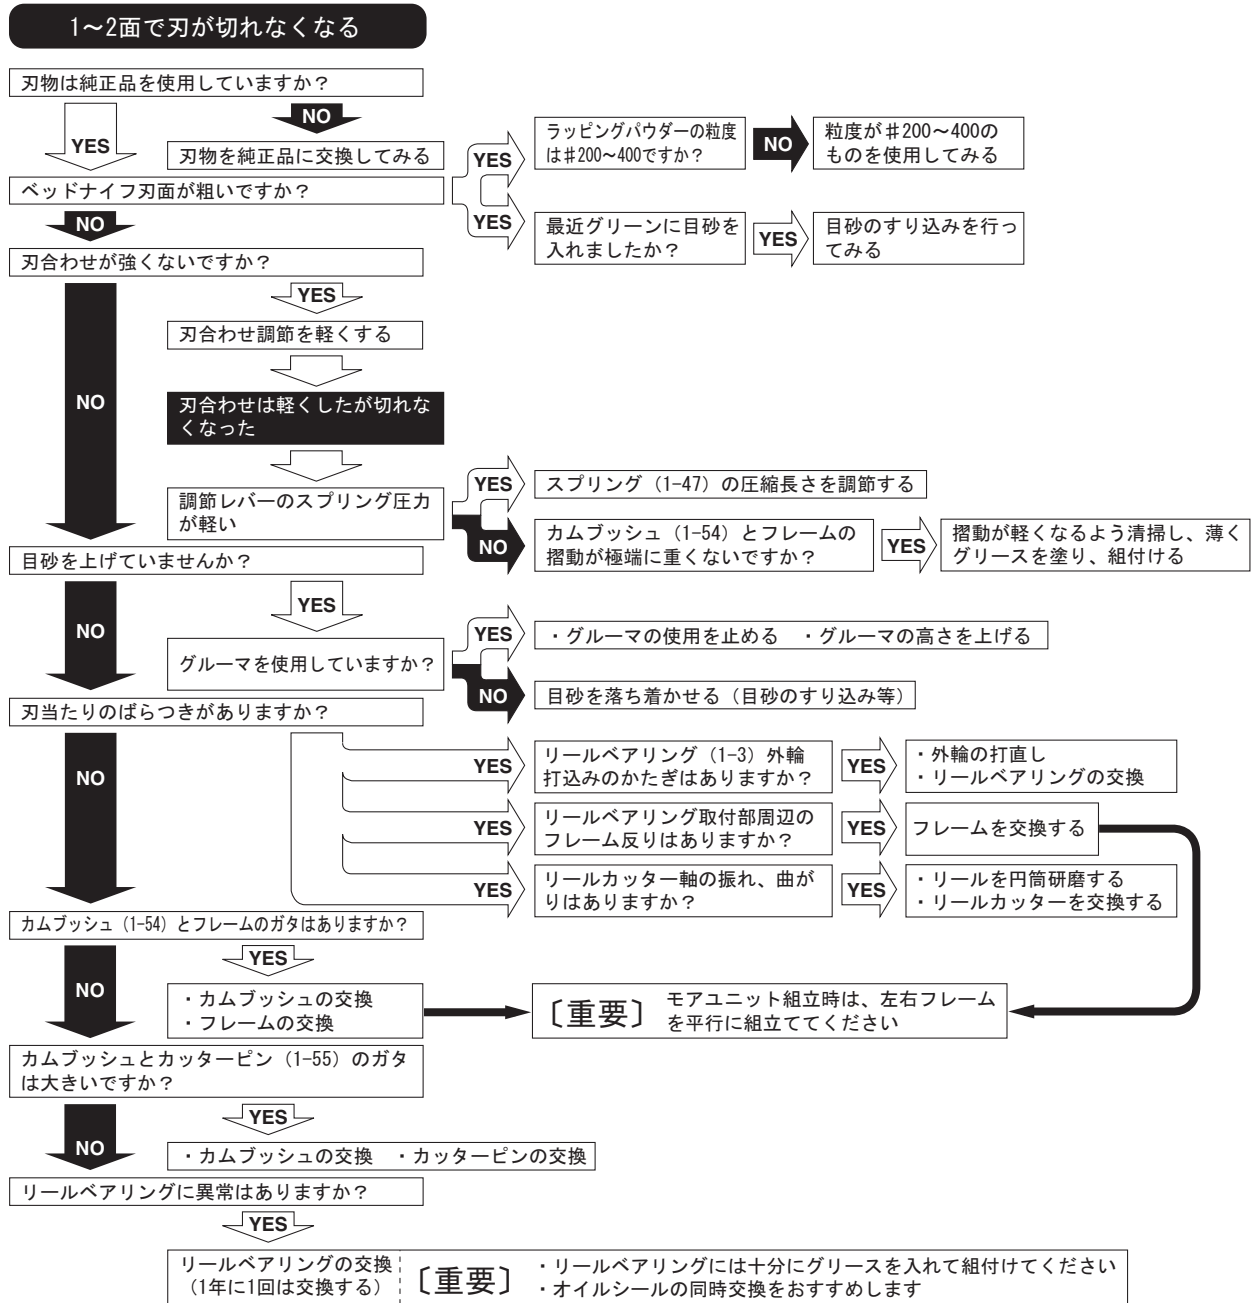 1～2面で刃が切れなくなる
刃物は純正品を使用していますか？
YES
NO
刃物を純正品に交換してみる
ベッドナイフ刃面が粗いですか？
YES
ラッピングパウダーの粒度
は＃200～400ですか？
NO
粒度が＃200～400の
ものを使用してみる
YES
最近グリーンに目砂を
入れましたか？
YES
目砂のすり込みを行っ
てみる
NO
刃合わせが強くないですか？
YES
刃合わせ調節を軽くする
NO
刃合わせは軽くしたが切れな
くなった
調節レバーのスプリング圧力
が軽い
YES
スプリング（1-47）の圧縮長さを調節する
NO
カムブッシュ（1-54）とフレームの
摺動が極端に重くないですか？
YES
摺動が軽くなるよう清掃し、薄く
グリースを塗り、組付ける
目砂を上げていませんか？
NO
YES
グルーマを使用していますか？
YES
・グルーマの使用を止める　・グルーマの高さを上げる
NO
目砂を落ち着かせる（目砂のすり込み等）
刃当たりのばらつきがありますか？
NO
YES
リールベアリング（1-3）外輪
打込みのかたぎはありますか？
YES
・外輪の打直し
・リールベアリングの交換
YES
リールベアリング取付部周辺の
フレーム反りはありますか？
YES
フレームを交換する
YES
リールカッター軸の振れ、曲が
りはありますか？
YES
・リールを円筒研磨する
・リールカッターを交換する
カムブッシュ（1-54）とフレームのガタはありますか？
NO
YES
・カムブッシュの交換
・フレームの交換
〔重要〕
モアユニット組立時は、左右フレーム
を平行に組立ててください
カムブッシュとカッターピン（1-55）のガタ
は大きいですか？
NO
YES
・カムブッシュの交換　・カッターピンの交換
リールベアリングに異常はありますか？
YES
リールベアリングの交換
（1年に1回は交換する）
〔重要〕
・リールベアリングには十分にグリースを入れて組付けてください
・オイルシールの同時交換をおすすめします